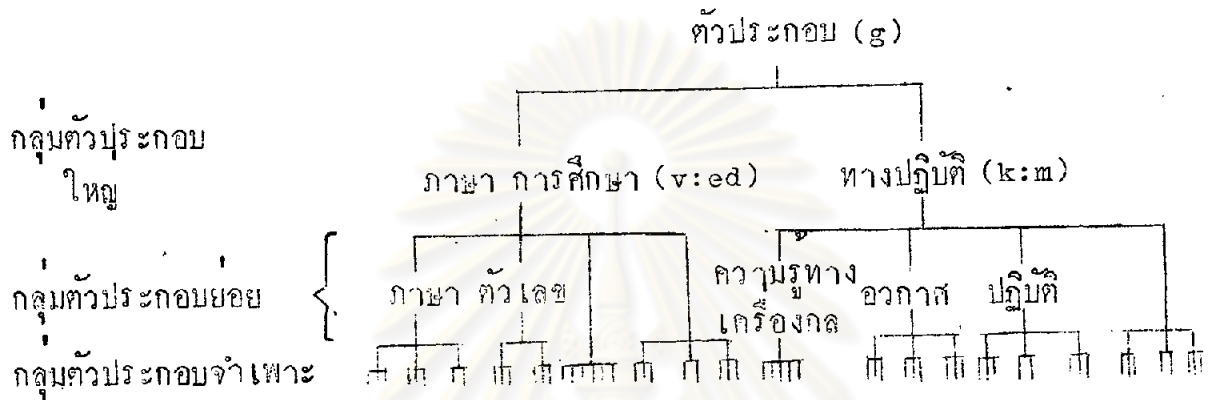 ตัวประกอบ (g)
กลุ่มตัวประกอบ
ใหญ่
ภาษา การศึกษา (v:ed) ทางปฏิบัติ (k:m)
กลุ่มตัวประกอบย่อย
ภาษา ตัวเลข
ความรู้ทาง
เครื่องกล
อวกาศ ปฏิบัติ
กลุ่มตัวประกอบจำเพาะ